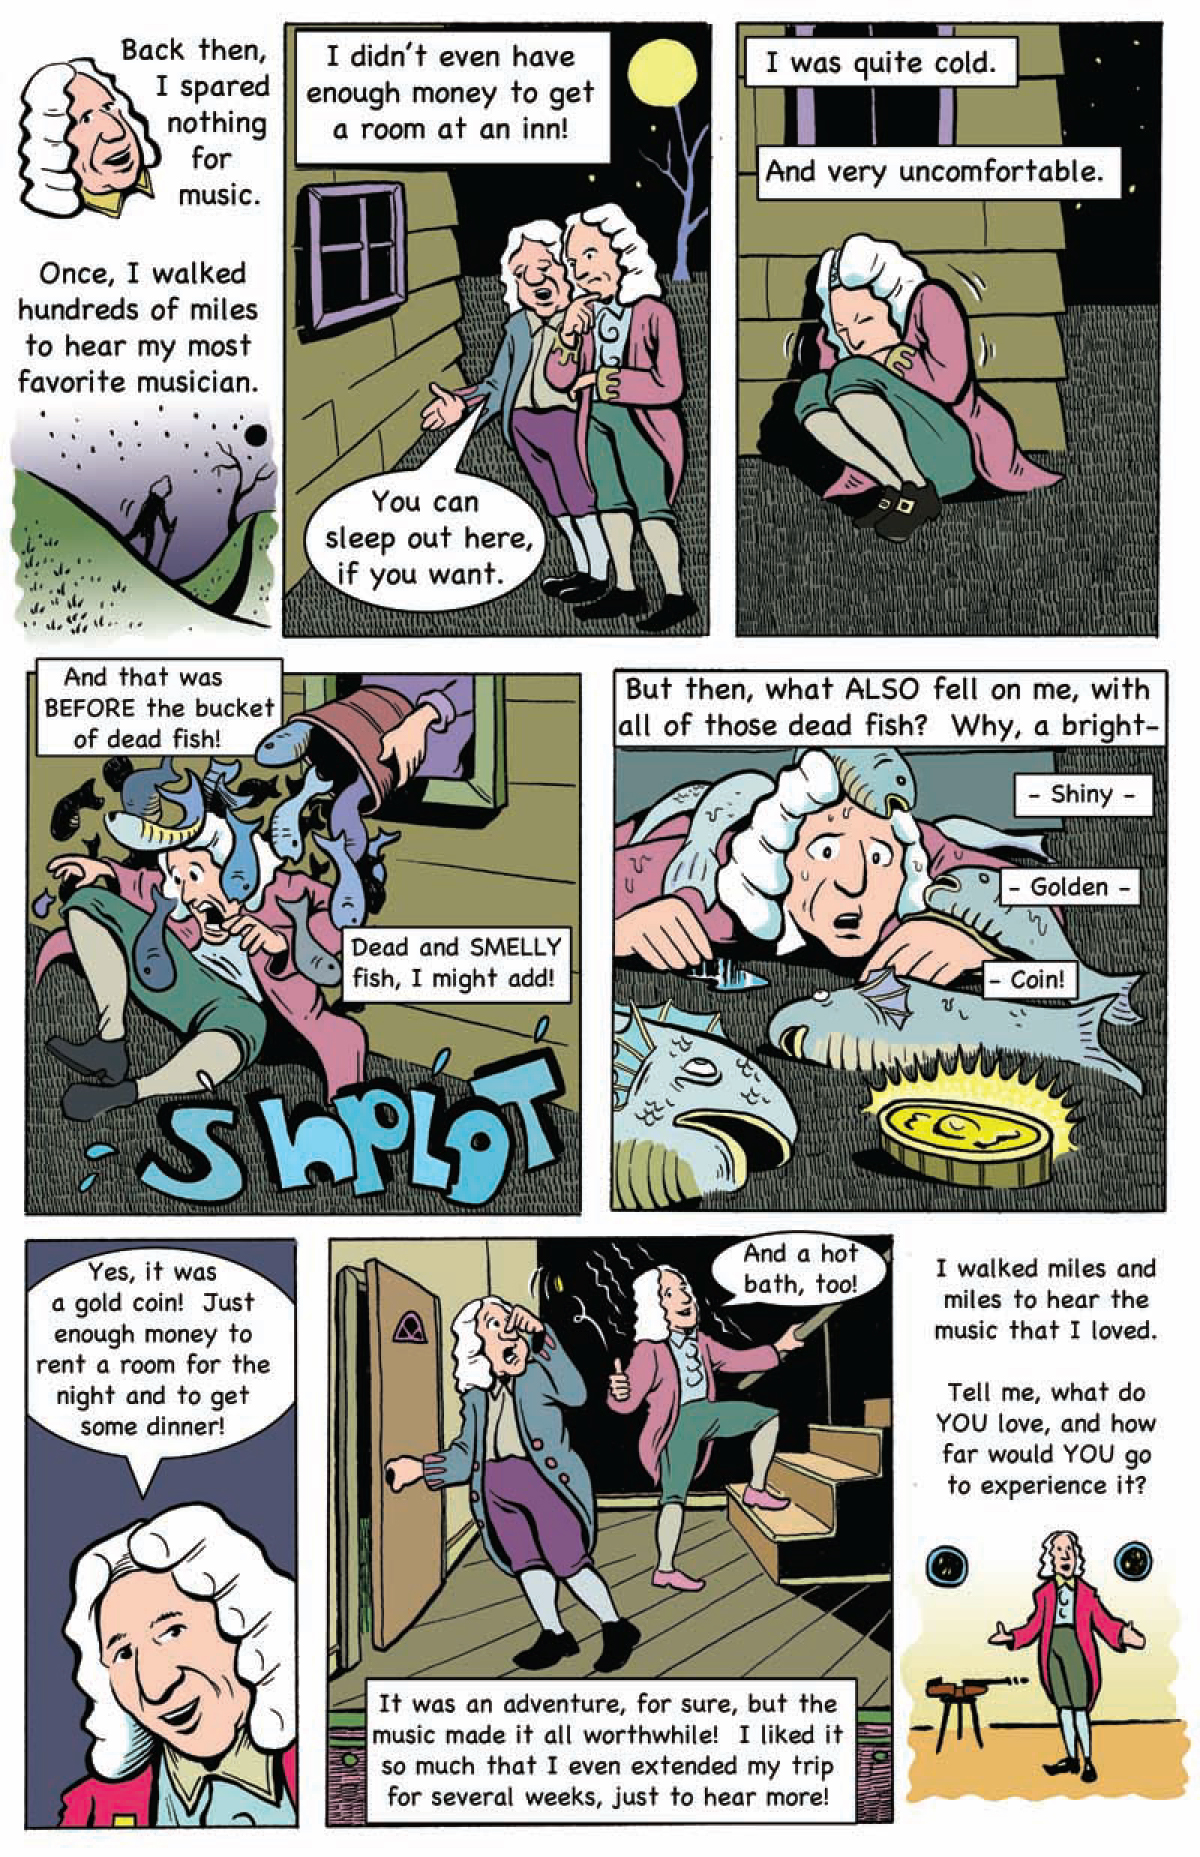 Back then,
I spared
nothing
for
music.
Once, I walked
hundreds of miles
to hear my most
favorite musician.
I didn't even have
enough money to get
a room at an inn!
You can
sleep out here,
if you want.
I was quite cold.
And very uncomfortable.
And that was
BEFORE the bucket
of dead fish!
Dead and SMELLY
fish, I might add!
ShPLOT
But then, what ALSO fell on me, with
all of those dead fish? Why, a bright-
- Shiny -
- Golden -
- Coin!
Yes, it was
a gold coin! Just
enough money to
rent a room for the
night and to get
some dinner!
And a hot
bath, too!
It was an adventure, for sure, but the
music made it all worthwhile! I liked it
so much that I even extended my trip
for several weeks, just to hear more!
I walked miles and
miles to hear the
music that I loved.
Tell me, what do
YOU love, and how
far would YOU go
to experience it?